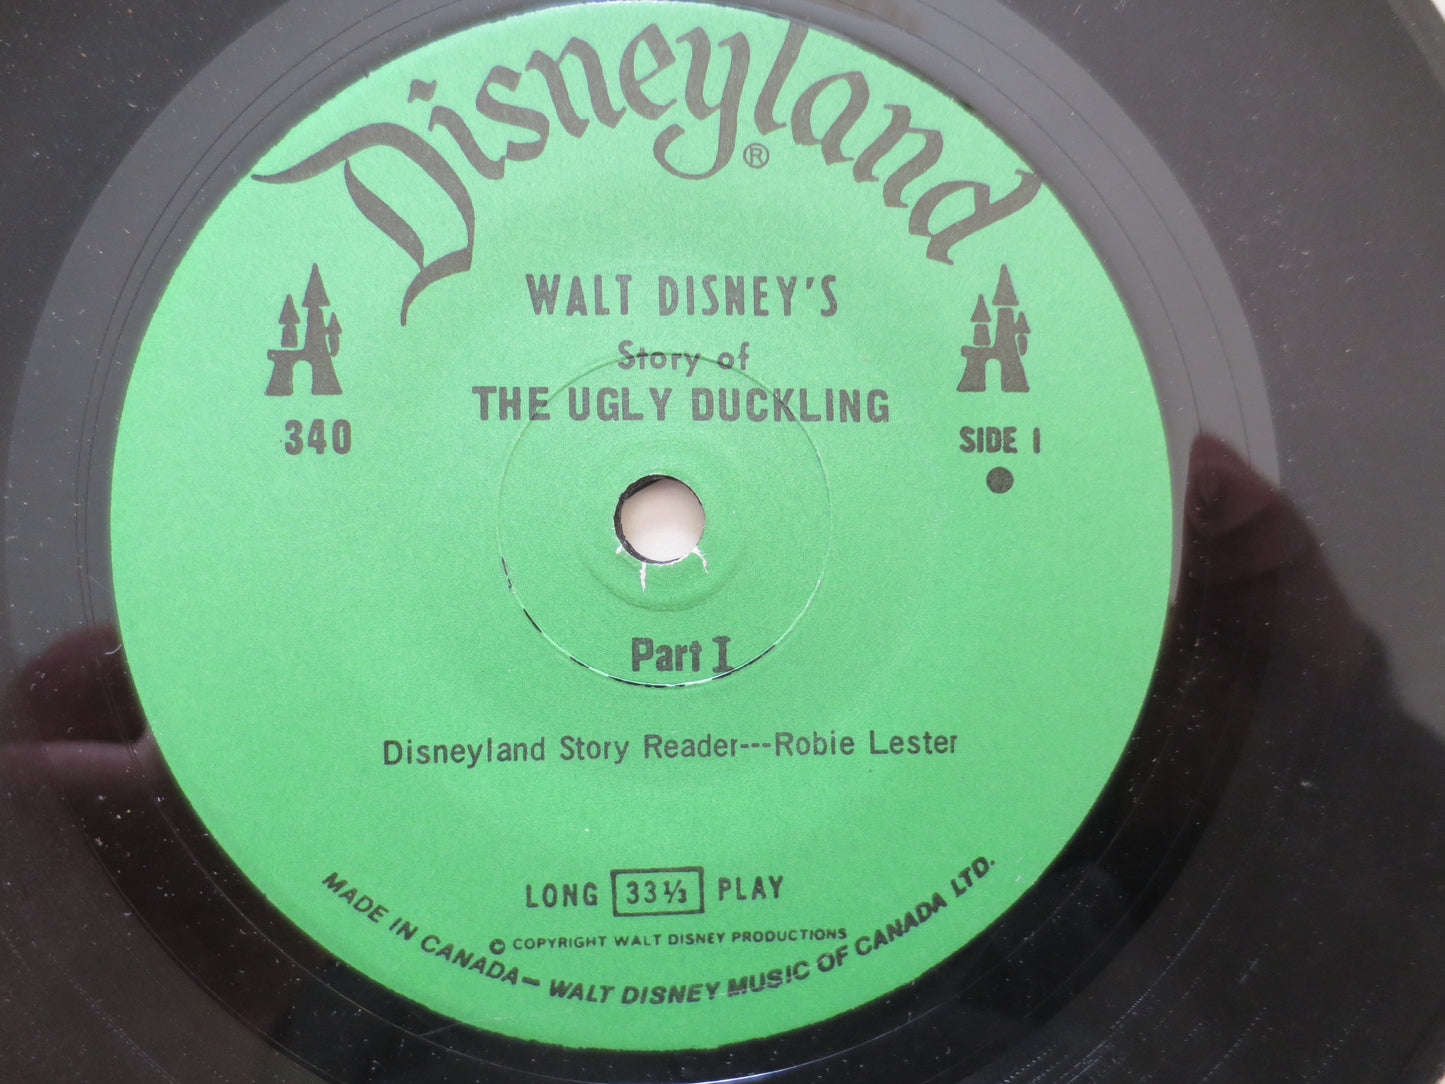 Disneyland
®
WALT DISNEY'S
Story of
THE UGLY DUCKLING
340
SIDE 1
Part I
Disneyland Story Reader---Robie Lester
LONG 33⅓ PLAY
© COPYRIGHT WALT DISNEY PRODUCTIONS
MADE IN CANADA— WALT DISNEY MUSIC OF CANADA LTD.